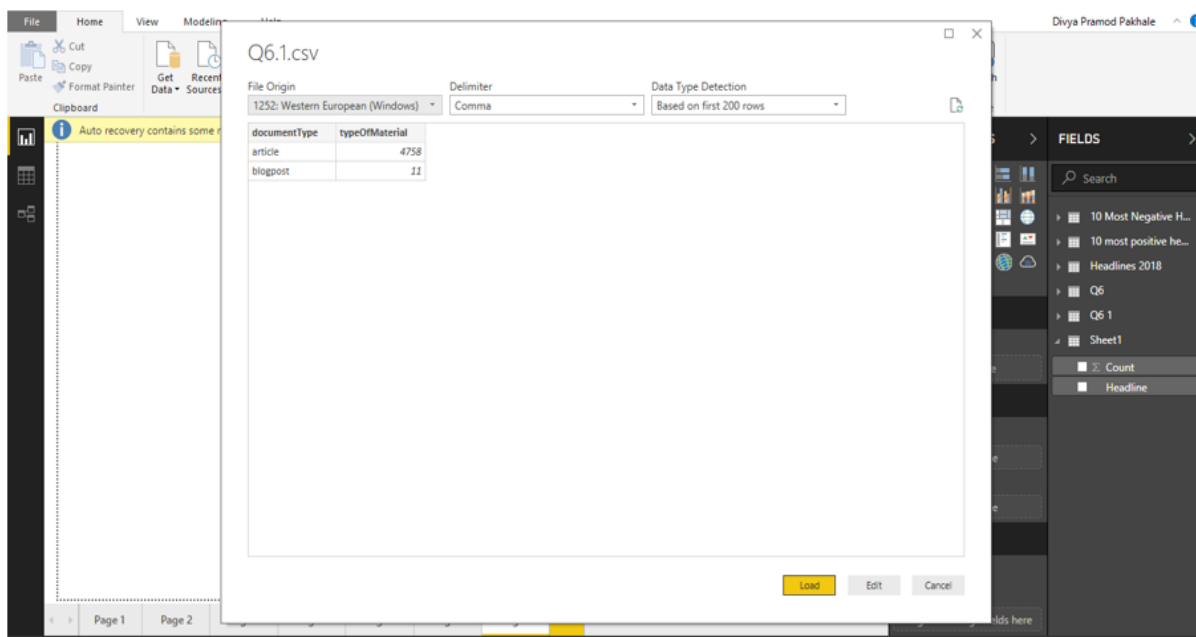 File Home View Modeling Help
Divya Pramod Pakhale
Cut
Copy
Format Painter
Paste
Get Data
Recent Sources
Clipboard
Auto recovery contains some
Q6.1.csv
File Origin Delimiter Data Type Detection
1252: Western European (Windows) Comma Based on first 200 rows
documentType typeOfMaterial
article 4758
blogpost 11
Load Edit Cancel
FIELDS
Search
10 Most Negative H...
10 most positive he...
Headlines 2018
Q6
Q6 1
Sheet1
Σ Count
Headline
Page 1 Page 2
elds here